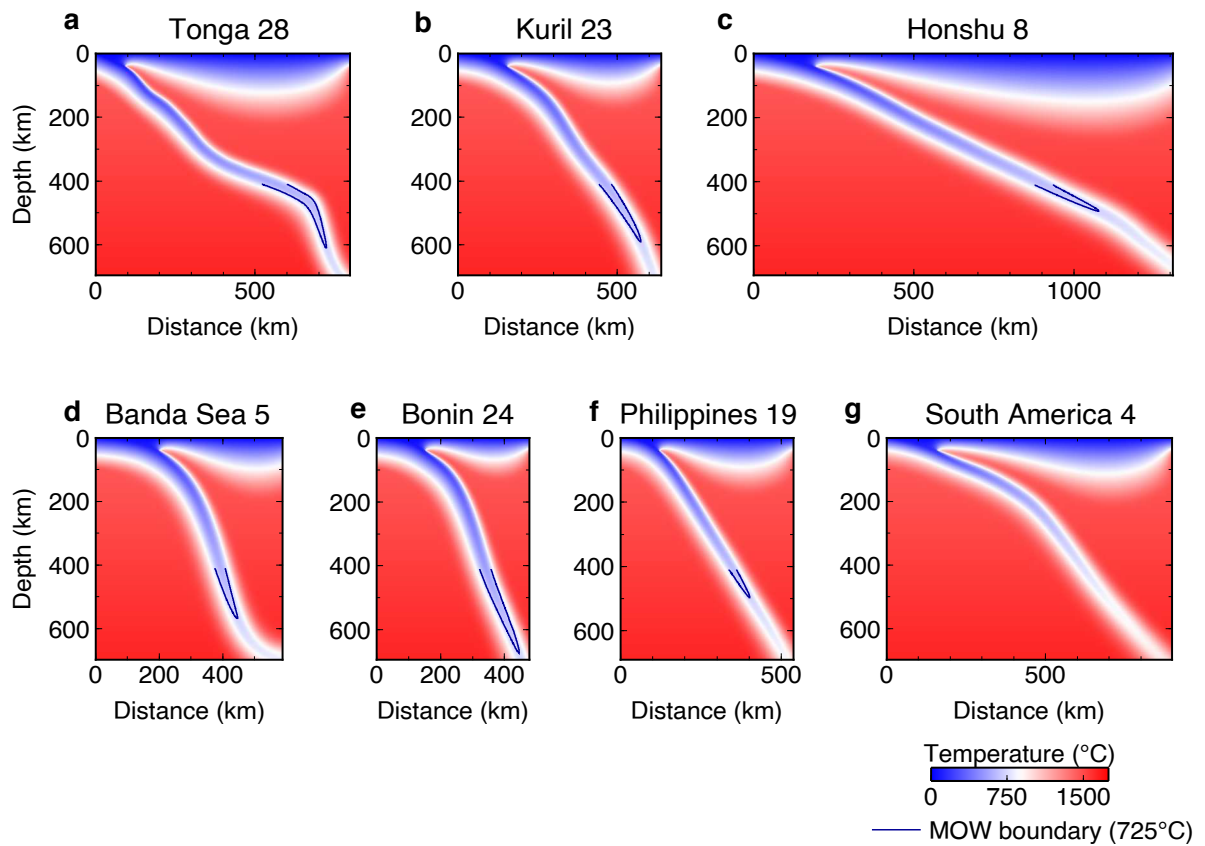 a Tonga 28
b Kuril 23
c Honshu 8
Depth (km)
0
200
400
600
0 500
Distance (km)
0
200
400
600
0 500
Distance (km)
0
200
400
600
0 500 1000
Distance (km)
d Banda Sea 5
e Bonin 24
f Philippines 19
g South America 4
Depth (km)
0
200
400
600
0 200 400
Distance (km)
0
200
400
600
0 200 400
Distance (km)
0
200
400
600
0 500
Distance (km)
0
200
400
600
0 500
Distance (km)
Temperature (°C)
0 750 1500
MOW boundary (725°C)